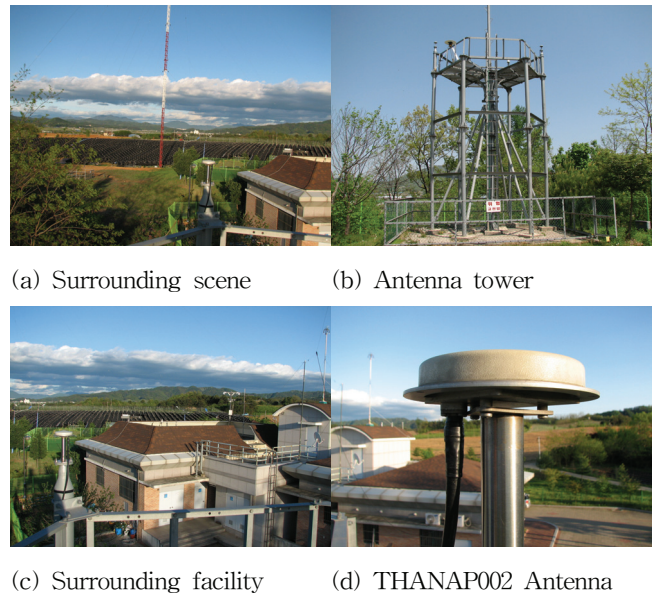 (a) Surrounding scene
(b) Antenna tower
(c) Surrounding facility
(d) THANAP002 Antenna